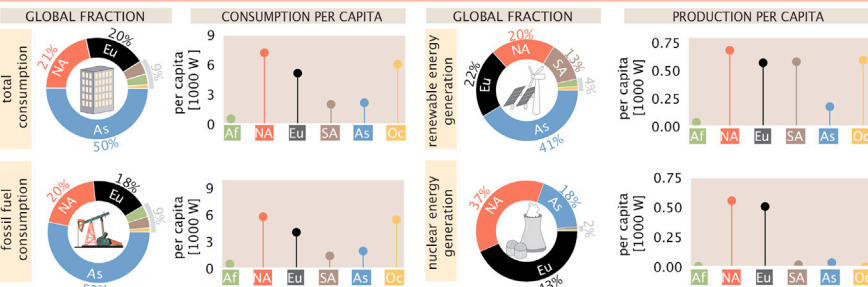 GLOBAL FRACTION
CONSUMPTION PER CAPITA
GLOBAL FRACTION
PRODUCTION PER CAPITA
total
consumption
21%
20%
9%
50%
NA
Eu
As
per capita
[1000 W]
9
6
3
0
Af NA Eu SA As Oc
renewable energy
generation
22%
20%
13%
4%
41%
Eu
NA
SA
As
per capita
[1000 W]
0.75
0.50
0.25
0.00
Af NA Eu SA As Oc
fossil fuel
consumption
20%
18%
9%
NA
Eu
As
per capita
[1000 W]
9
6
3
0
Af NA Eu SA As Oc
nuclear energy
generation
37%
18%
2%
43%
NA
As
Eu
per capita
[1000 W]
0.75
0.50
0.25
0.00
Af NA Eu SA As Oc